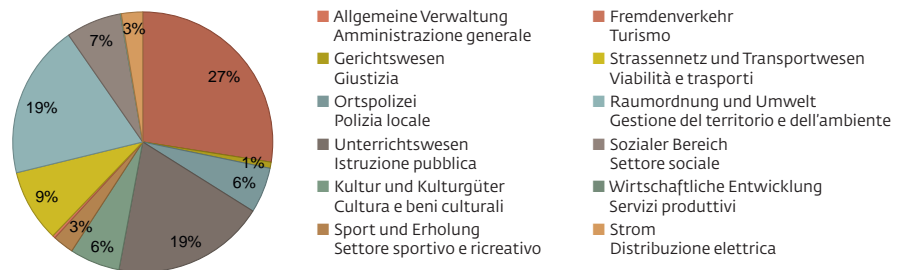 3%
7%
27%
19%
1%
6%
9%
3%
6%
19%
Allgemeine Verwaltung
Amministrazione generale
Gerichtswesen
Giustizia
Ortspolizei
Polizia locale
Unterrichtswesen
Istruzione pubblica
Kultur und Kulturgüter
Cultura e beni culturali
Sport und Erholung
Settore sportivo e ricreativo
Fremdenverkehr
Turismo
Strassennetz und Transportwesen
Viabilità e trasporti
Raumordnung und Umwelt
Gestione del territorio e dell'ambiente
Sozialer Bereich
Settore sociale
Wirtschaftliche Entwicklung
Servizi produttivi
Strom
Distribuzione elettrica